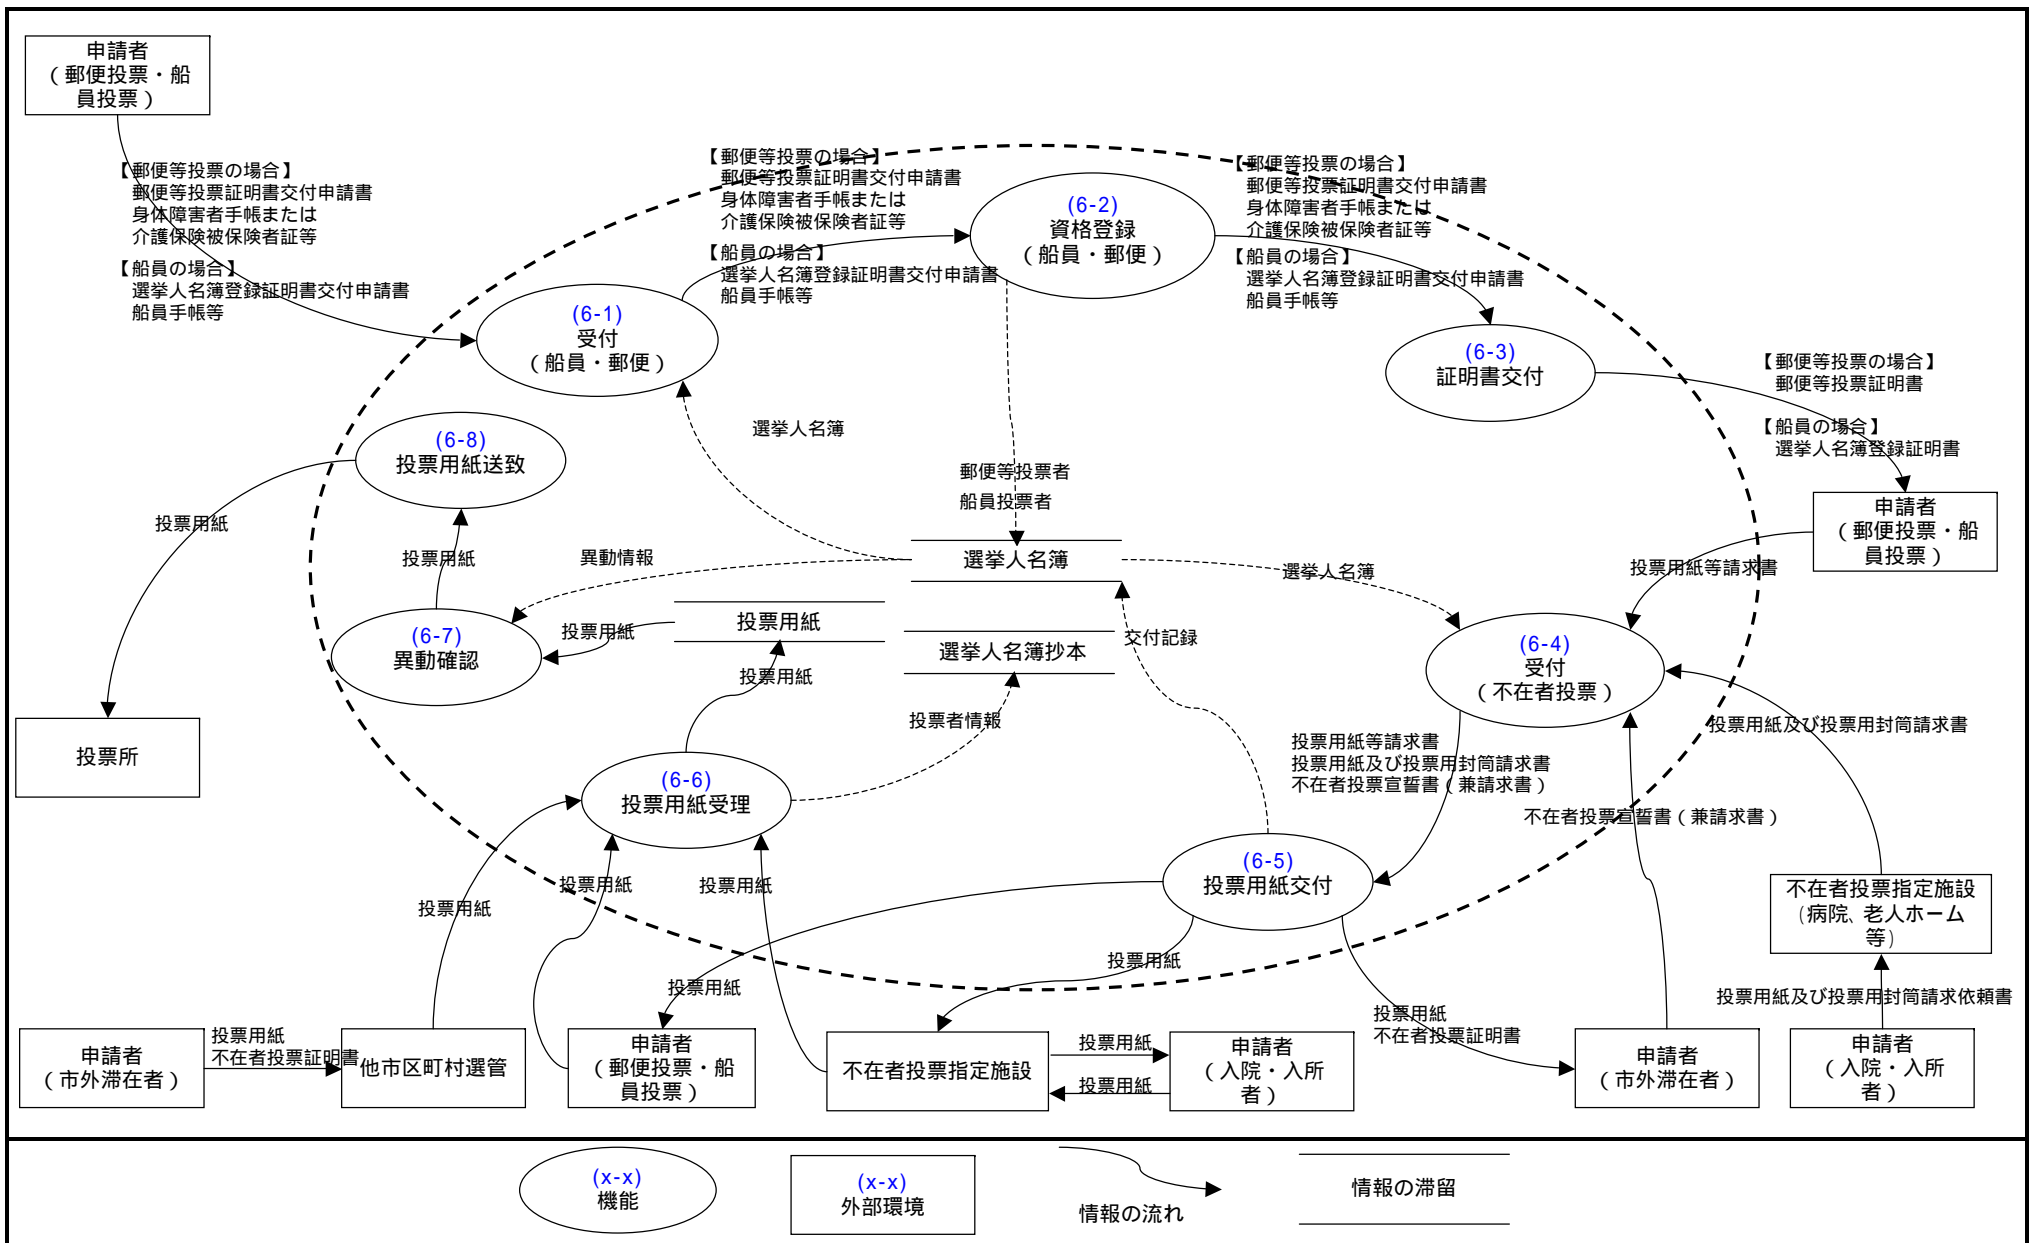 申請者
(郵便投票・船
員投票)
【郵便等投票の場合】
郵便等投票証明書交付申請書
身体障害者手帳または
介護保険被保険者証等
【船員の場合】
選挙人名簿登録証明書交付申請書
船員手帳等
【郵便等投票の場合】
郵便等投票証明書交付申請書
身体障害者手帳または
介護保険被保険者証等
【船員の場合】
選挙人名簿登録証明書交付申請書
船員手帳等
【郵便等投票の場合】
郵便等投票証明書交付申請書
身体障害者手帳または
介護保険被保険者証等
【船員の場合】
選挙人名簿登録証明書交付申請書
船員手帳等
(6-1)
受付
(船員・郵便)
(6-2)
資格登録
(船員・郵便)
(6-3)
証明書交付
【郵便等投票の場合】
郵便等投票証明書
【船員の場合】
選挙人名簿登録証明書
申請者
(郵便投票・船
員投票)
(6-8)
投票用紙送致
選挙人名簿
郵便等投票者
船員投票者
投票用紙
投票用紙
異動情報
選挙人名簿
選挙人名簿
投票用紙等請求書
(6-7)
異動確認
投票用紙
投票用紙
選挙人名簿抄本
交付記録
(6-4)
受付
(不在者投票)
投票用紙
投票者情報
投票所
(6-6)
投票用紙受理
投票用紙等請求書
投票用紙及び投票用封筒請求書
不在者投票宣誓書(兼請求書)
投票用紙及び投票用封筒請求書
不在者投票宣誓書(兼請求書)
(6-5)
投票用紙交付
投票用紙
投票用紙
投票用紙
投票用紙
投票用紙
投票用紙
不在者投票証明書
不在者投票指定施設
(病院、老人ホーム
等)
投票用紙及び投票用封筒請求依頼書
申請者
(市外滞在者)
投票用紙
不在者投票証明書
他市区町村選管
申請者
(郵便投票・船
員投票)
不在者投票指定施設
投票用紙
投票用紙
申請者
(入院・入所
者)
申請者
(市外滞在者)
申請者
(入院・入所
者)
(x-x)
機能
(x-x)
外部環境
情報の流れ
情報の滞留